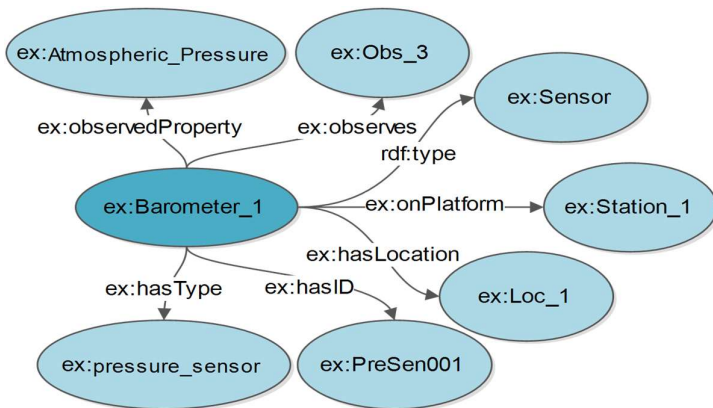 ex:Atmospheric_Pressure
ex:Obs_3
ex:Sensor
ex:observedProperty
ex:observes
rdf:type
ex:Barometer_1
ex:onPlatform
ex:Station_1
ex:hasLocation
ex:hasType
ex:hasID
ex:Loc_1
ex:pressure_sensor
ex:PreSen001